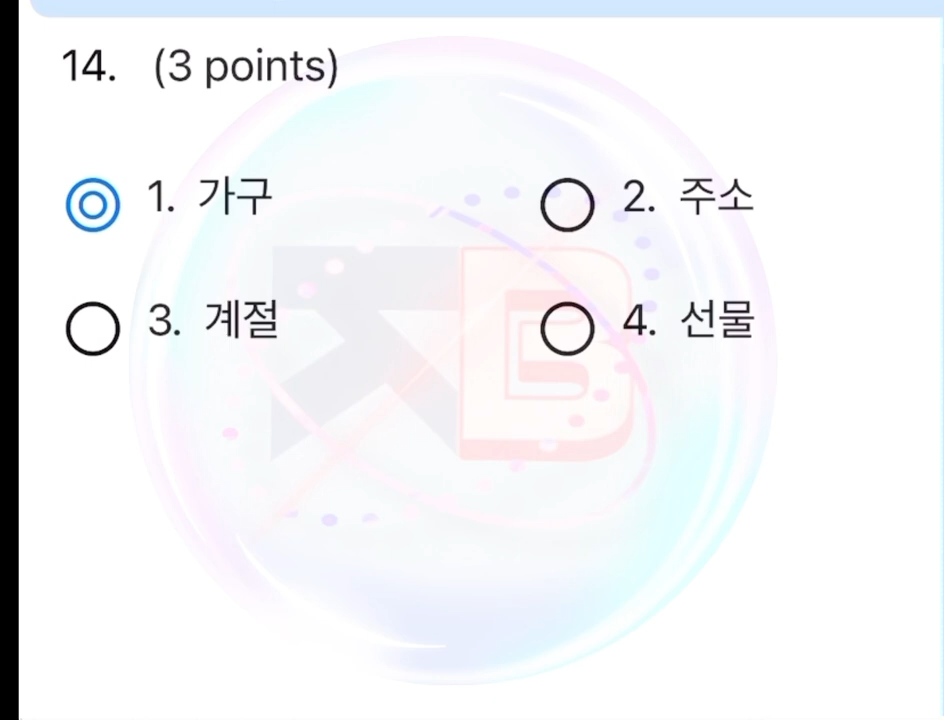 14. (3 points)
1. 가구 2. 주소
3. 계절 4. 선물